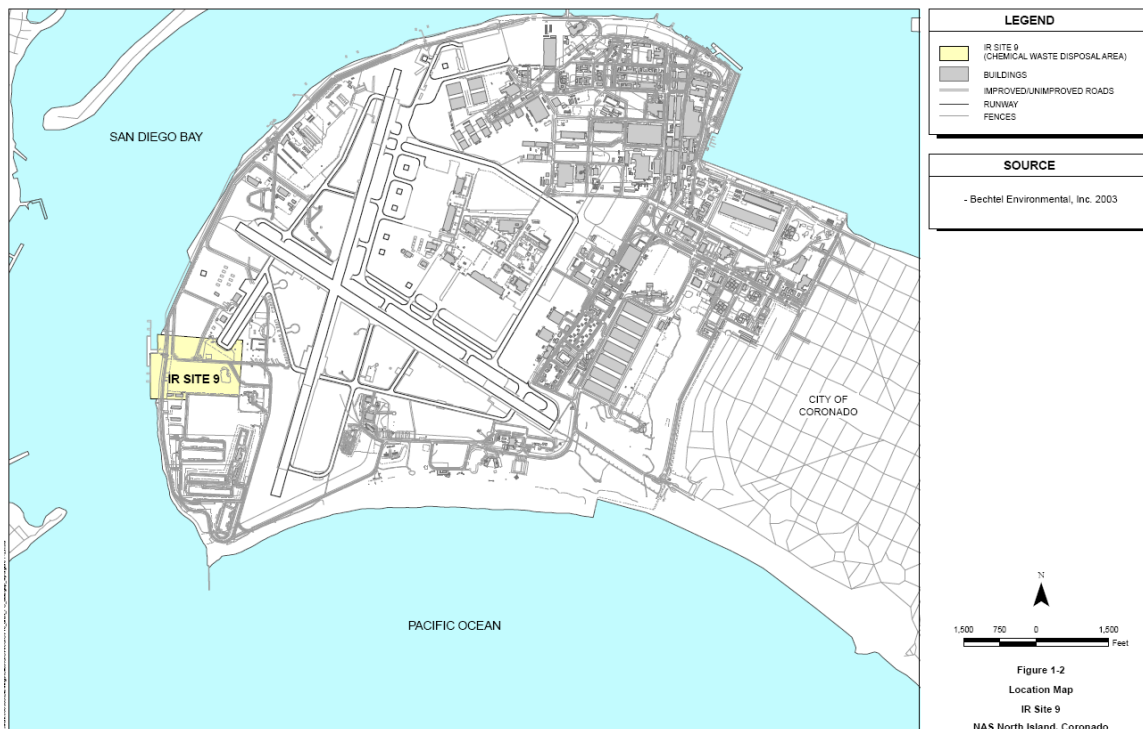 SAN DIEGO BAY
IR SITE 9
CITY OF
CORONADO
PACIFIC OCEAN
LEGEND
IR SITE 9
(CHEMICAL WASTE DISPOSAL AREA)
BUILDINGS
IMPROVED/UNIMPROVED ROADS
RUNWAY
FENCES
SOURCE
- Bechtel Environmental, Inc. 2003
N
1,500 750 0 1,500
Feet
Figure 1-2
Location Map
IR Site 9
NAS North Island, Coronado